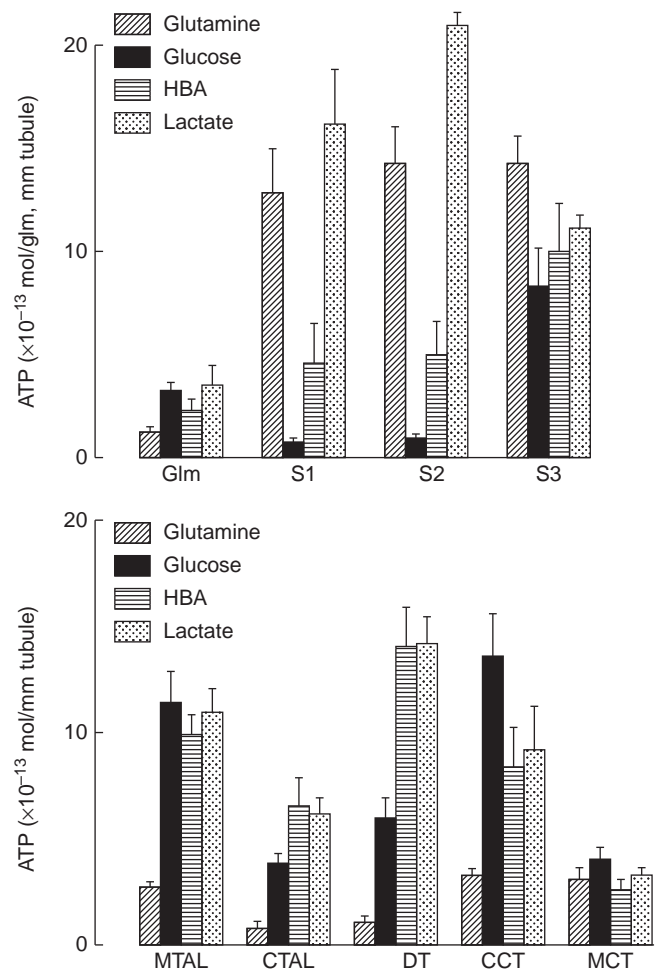 20
10
0
ATP (×10⁻¹³ mol/glm, mm tubule)
Glutamine
Glucose
HBA
Lactate
Glm S1 S2 S3
20
10
0
ATP (×10⁻¹³ mol/mm tubule)
Glutamine
Glucose
HBA
Lactate
MTAL CTAL DT CCT MCT